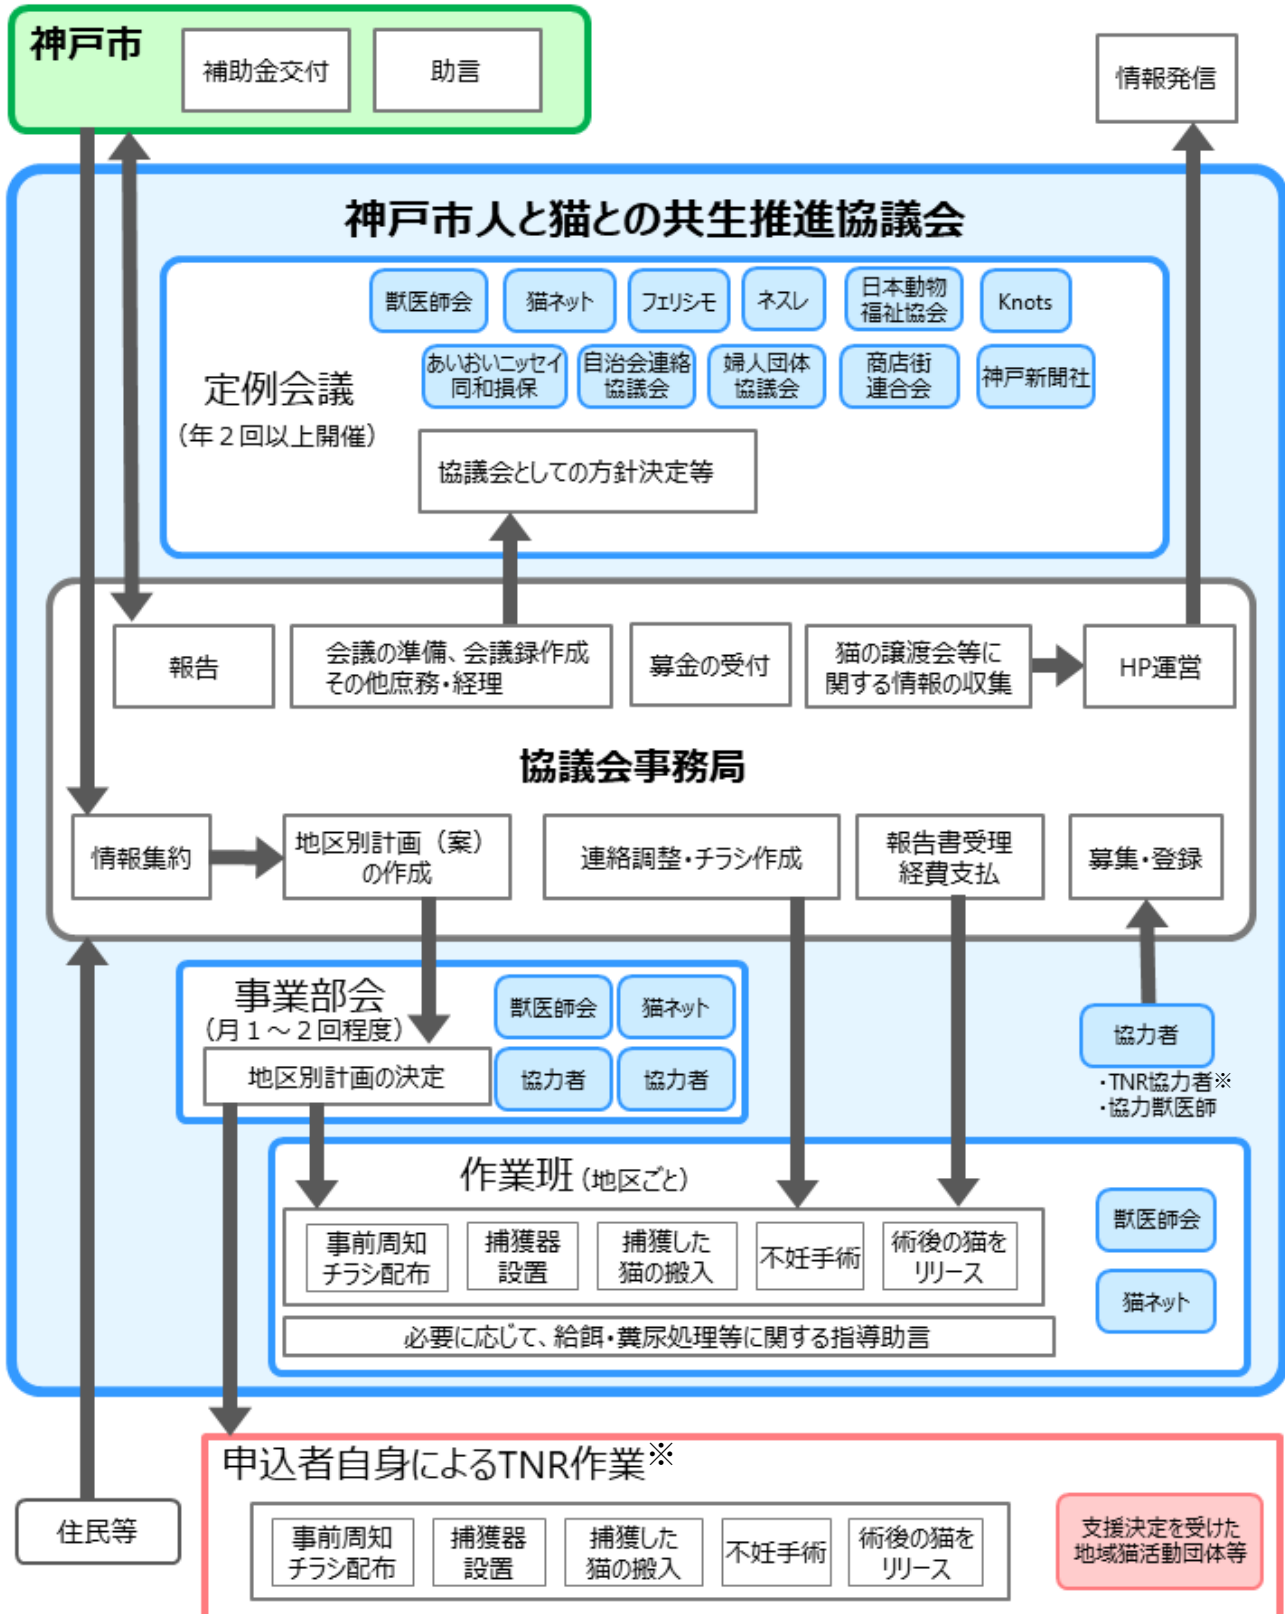 神戸市
補助金交付
助言
情報発信
神戸市人と猫との共生推進協議会
獣医師会
猫ネット
フェリシモ
ネスレ
日本動物
福祉協会
Knots
あいおいニッセイ
同和損保
自治会連絡
協議会
婦人団体
協議会
商店街
連合会
神戸新聞社
定例会議
（年２回以上開催）
協議会としての方針決定等
報告
会議の準備、会議録作成
その他庶務・経理
募金の受付
猫の譲渡会等に
関する情報の収集
HP運営
協議会事務局
情報集約
地区別計画（案）
の作成
連絡調整・チラシ作成
報告書受理
経費支払
募集・登録
事業部会
（月１～２回程度）
地区別計画の決定
獣医師会
猫ネット
協力者
協力者
協力者
・TNR協力者※
・協力獣医師
作業班（地区ごと）
事前周知
チラシ配布
捕獲器
設置
捕獲した
猫の搬入
不妊手術
術後の猫を
リリース
必要に応じて、給餌・糞尿処理等に関する指導助言
獣医師会
猫ネット
申込者自身によるTNR作業※
住民等
事前周知
チラシ配布
捕獲器
設置
捕獲した
猫の搬入
不妊手術
術後の猫を
リリース
支援決定を受けた
地域猫活動団体等